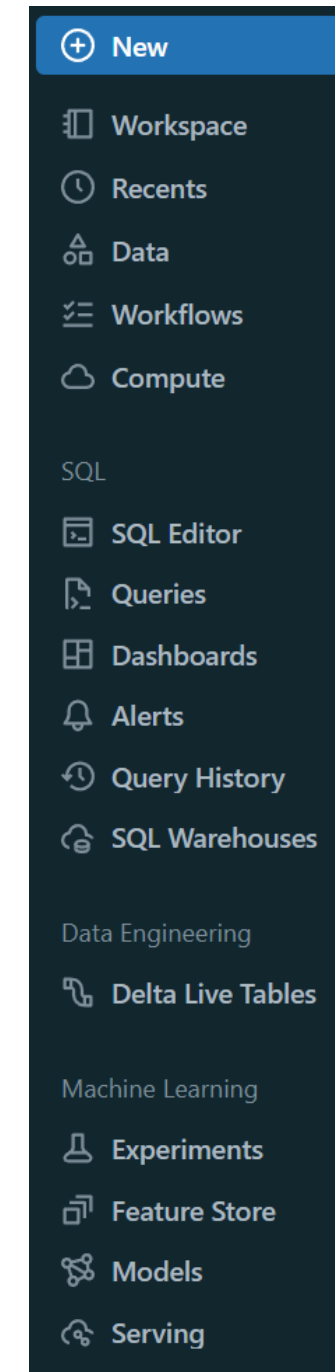 New
Workspace
Recents
Data
Workflows
Compute
SQL
SQL Editor
Queries
Dashboards
Alerts
Query History
SQL Warehouses
Data Engineering
Delta Live Tables
Machine Learning
Experiments
Feature Store
Models
Serving